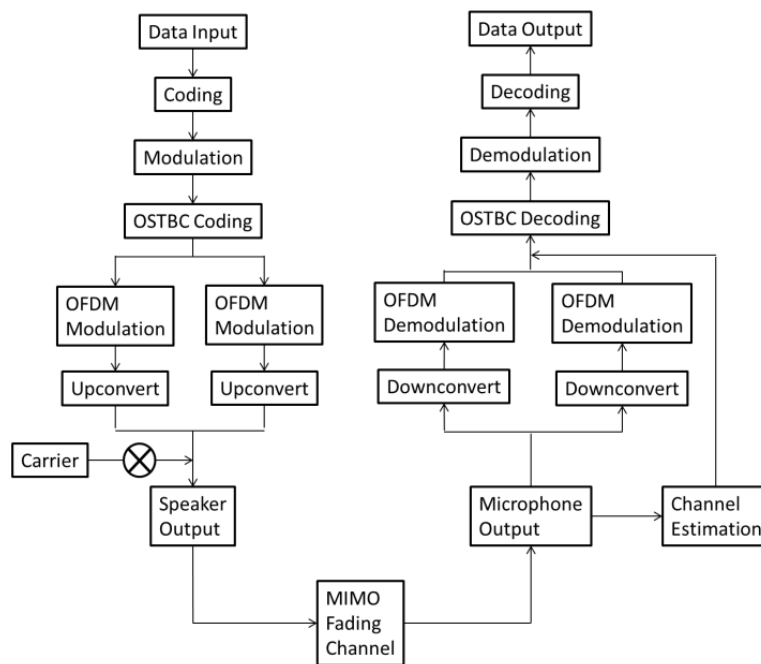 Data Input
Coding
Modulation
OSTBC Coding
OFDM
Modulation
OFDM
Modulation
Upconvert
Upconvert
Carrier
Speaker
Output
MIMO
Fading
Channel
Data Output
Decoding
Demodulation
OSTBC Decoding
OFDM
Demodulation
OFDM
Demodulation
Downconvert
Downconvert
Microphone
Output
Channel
Estimation